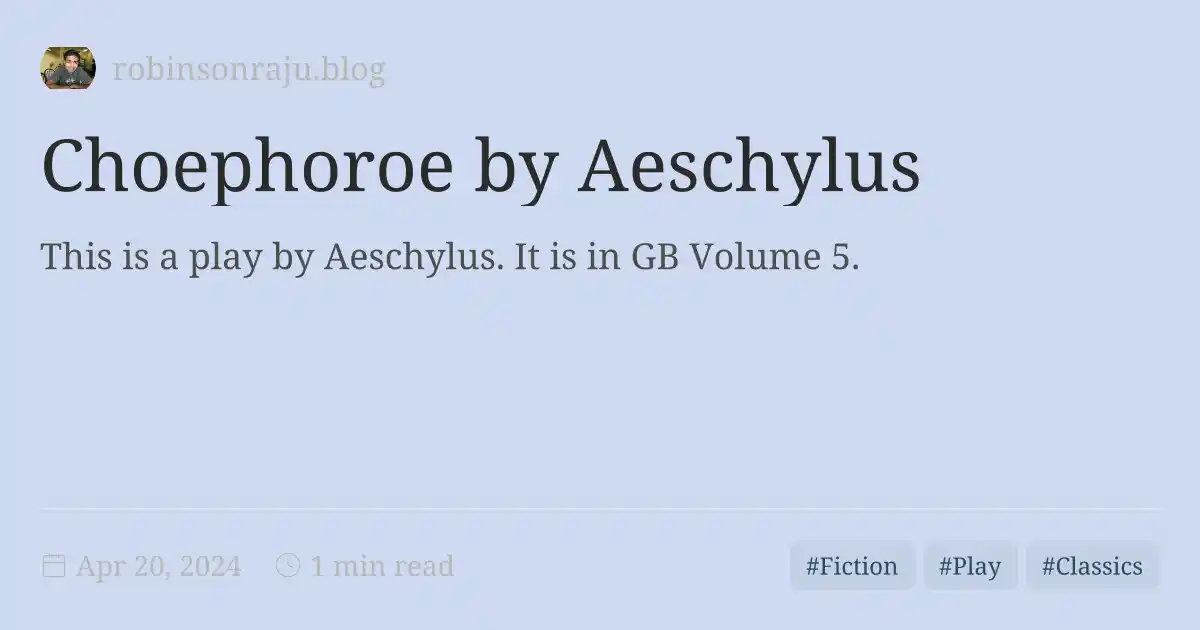 robinsonraju.blog
Choephoroe by Aeschylus
This is a play by Aeschylus. It is in GB Volume 5.
Apr 20, 2024 1 min read #Fiction #Play #Classics